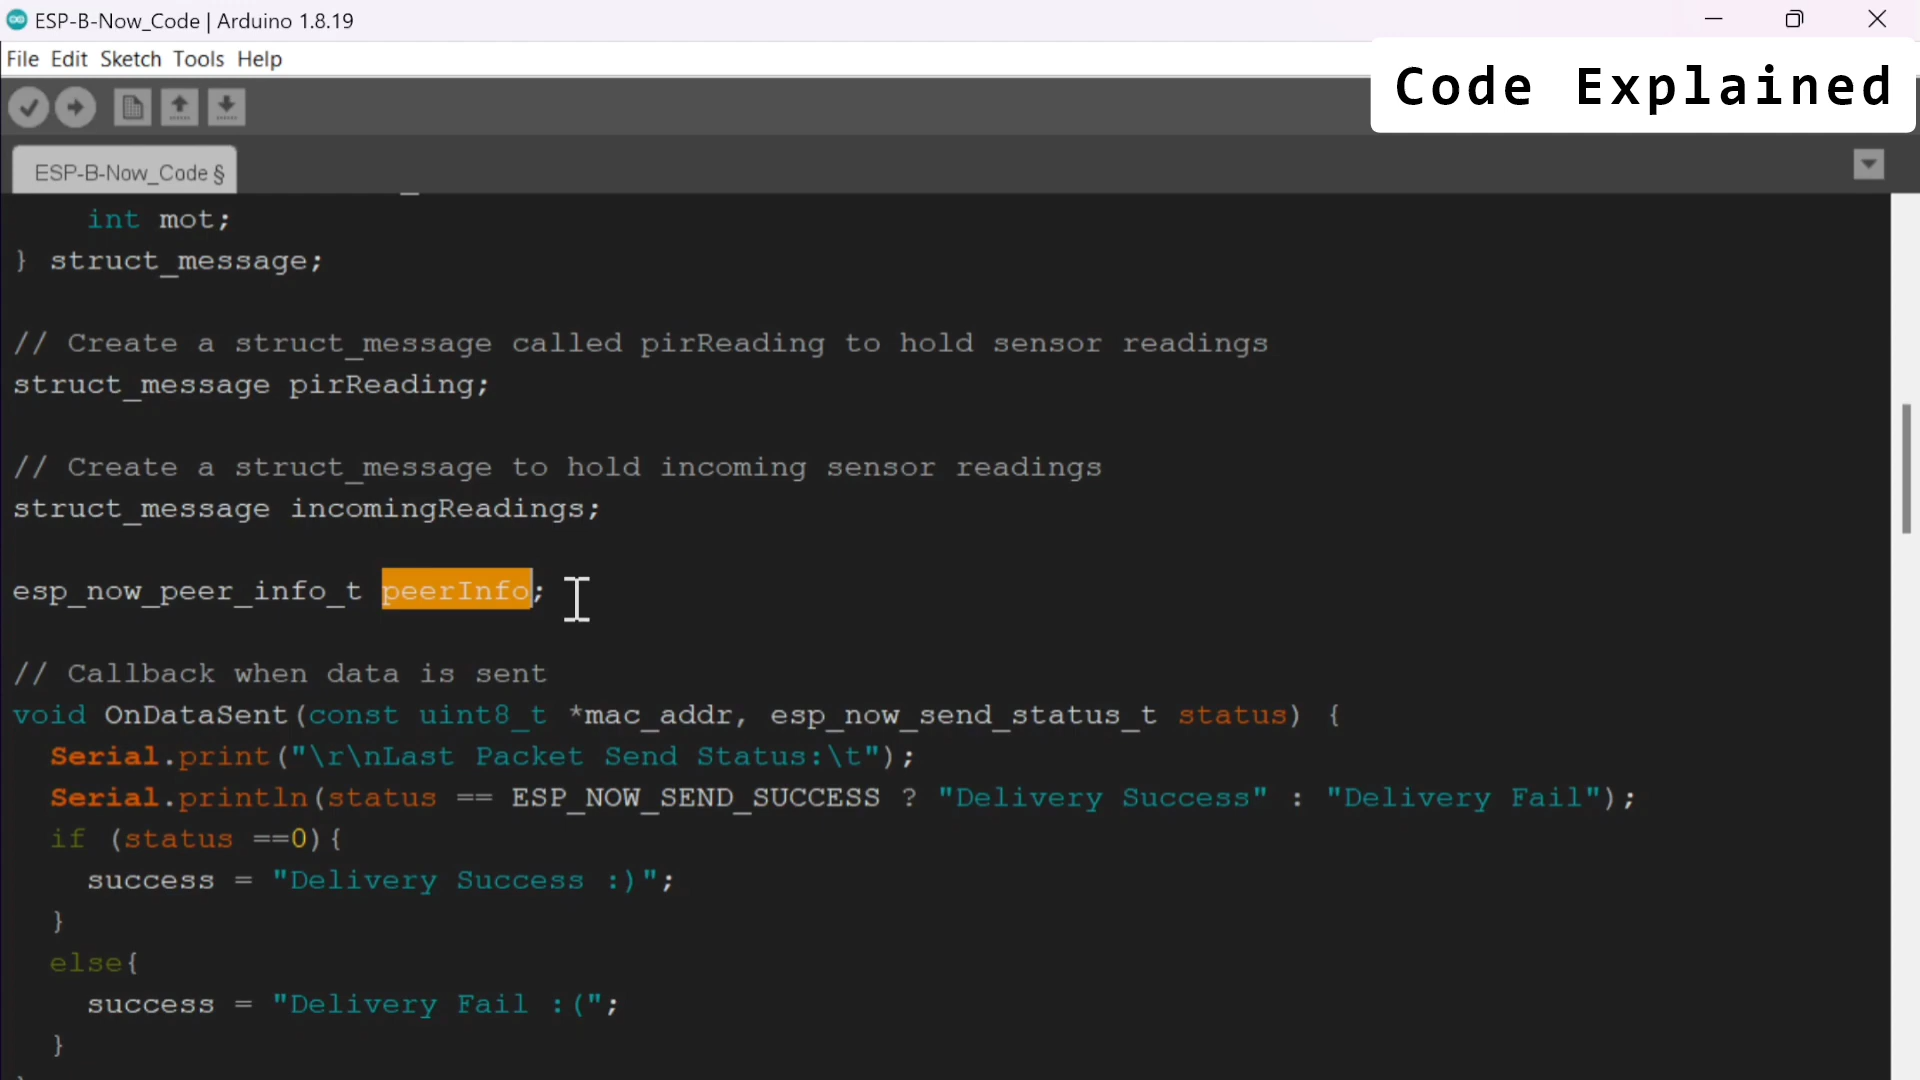 ESP-B-Now_Code | Arduino 1.8.19
File Edit Sketch Tools Help
Code Explained
ESP-B-Now_Code §
int mot;
} struct_message;
// Create a struct_message called pirReading to hold sensor readings
struct_message pirReading;
// Create a struct_message to hold incoming sensor readings
struct_message incomingReadings;
esp_now_peer_info_t peerInfo;
// Callback when data is sent
void OnDataSent(const uint8_t *mac_addr, esp_now_send_status_t status) {
Serial.print("\r\nLast Packet Send Status:\t");
Serial.println(status == ESP_NOW_SEND_SUCCESS ? "Delivery Success" : "Delivery Fail");
if (status ==0){
success = "Delivery Success :)";
}
else{
success = "Delivery Fail :(";
}